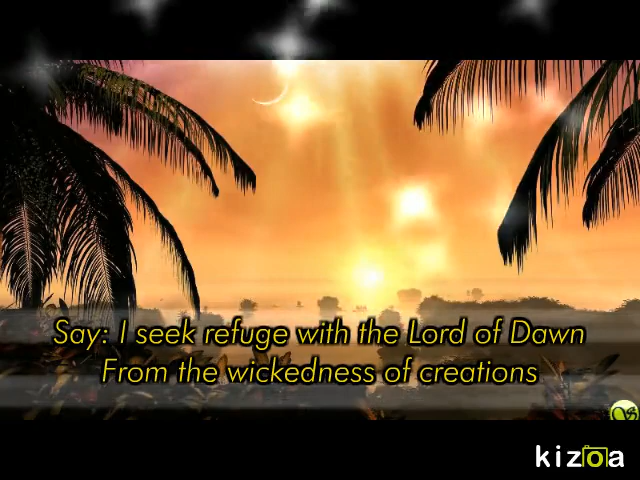 Say: I seek refuge with the Lord of Dawn
From the wickedness of creations
kizoa